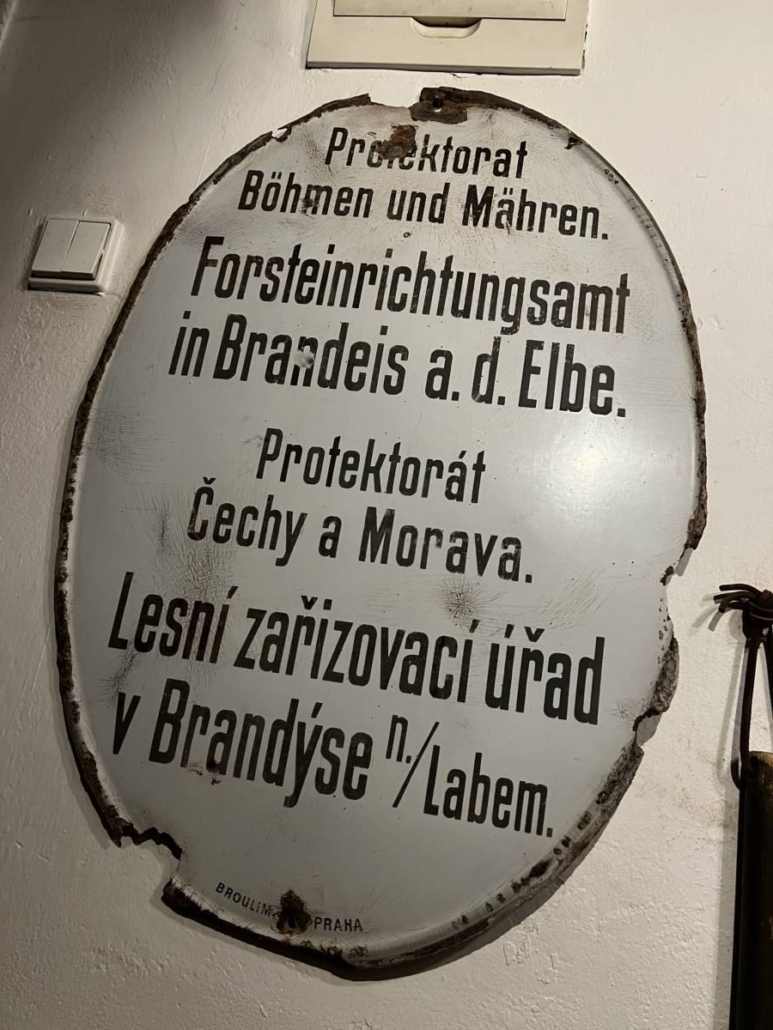 Protektorat
Böhmen und Mähren.
Forsteinrichtungsamt
in Brandeis a. d. Elbe.
Protektorát
Čechy a Morava.
Lesní zařizovací úřad
v Brandýse n./Labem.
BROULIM PRAHA